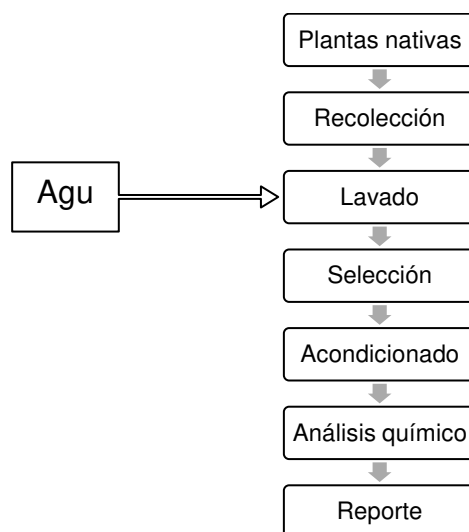 Plantas nativas
Recolección
Agu
Lavado
Selección
Acondicionado
Análisis químico
Reporte